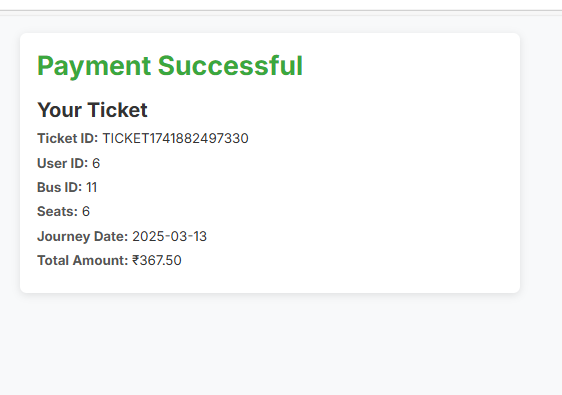 Payment Successful
Your Ticket
Ticket ID: TICKET1741882497330
User ID: 6
Bus ID: 11
Seats: 6
Journey Date: 2025-03-13
Total Amount: ₹367.50